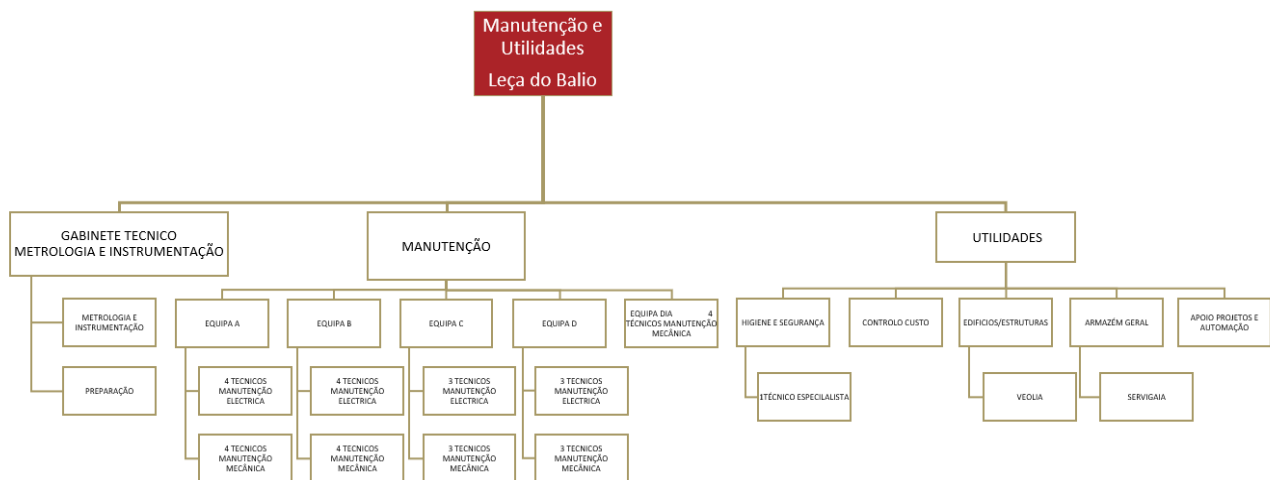 Manutenção e
Utilidades
Leça do Balio
GABINETE TECNICO
METROLOGIA E INSTRUMENTAÇÃO
MANUTENÇÃO
UTILIDADES
METROLOGIA E
INSTRUMENTAÇÃO
PREPARAÇÃO
EQUIPA A
4 TECNICOS
MANUTENÇÃO
ELECTRICA
4 TECNICOS
MANUTENÇÃO
MECÂNICA
EQUIPA B
4 TECNICOS
MANUTENÇÃO
ELECTRICA
4 TECNICOS
MANUTENÇÃO
MECÂNICA
EQUIPA C
3 TECNICOS
MANUTENÇÃO
ELECTRICA
3 TECNICOS
MANUTENÇÃO
MECÂNICA
EQUIPA D
3 TECNICOS
MANUTENÇÃO
ELECTRICA
3 TECNICOS
MANUTENÇÃO
MECÂNICA
EQUIPA DIA 4
TÉCNICOS MANUTENÇÃO
MECÂNICA
HIGIENE E SEGURANÇA
1TÉCNICO ESPECILALISTA
CONTROLO CUSTO
EDIFICIOS/ESTRUTURAS
VEOLIA
ARMAZÉM GERAL
SERVIGAIA
APOIO PROJETOS E
AUTOMAÇÃO